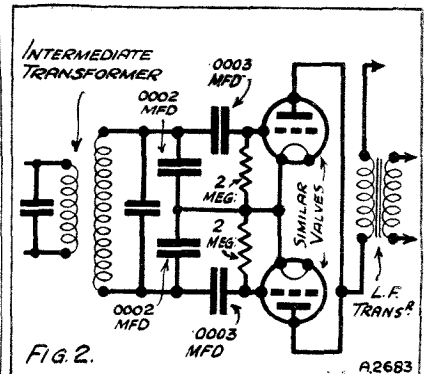 INTERMEDIATE
TRANSFORMER
.0002
MFD
.0003
MFD
2
MEG.
2
MEG.
SIMILAR
VALVES
.0002
MFD
.0003
MFD
L.F.
TRANSR.
FIG. 2.
A.2683